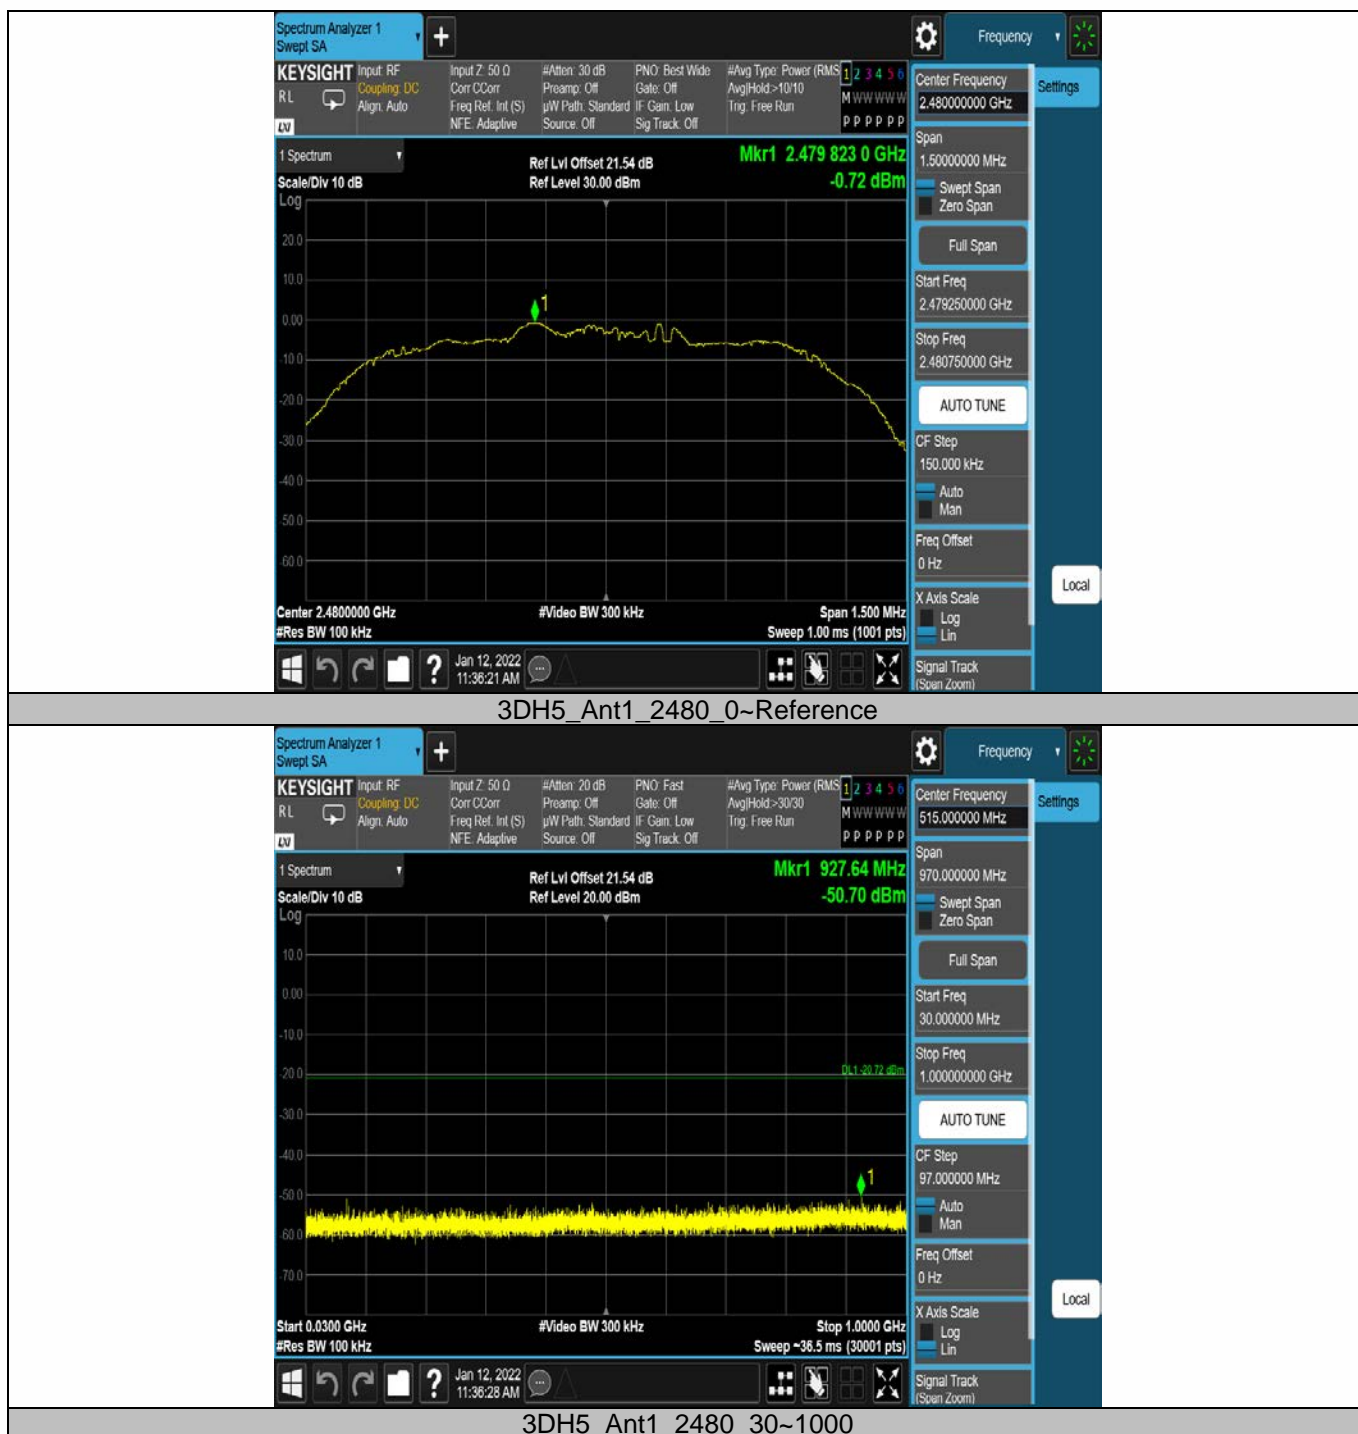 Spectrum Analyzer 1
Swept SA
+
Frequency
KEYSIGHT
RL
LXI
Input: RF
Coupling: DC
Align: Auto
Input Z: 50 Ω
Corr CCorr
Freq Ref: Int (S)
NFE: Adaptive
#Atten: 30 dB
Preamp: Off
µW Path: Standard
Source: Off
PNO: Best Wide
Gate: Off
IF Gain: Low
Sig Track: Off
#Avg Type: Power (RMS
Avg|Hold:>10/10
Trig: Free Run
1 2 3 4 5 6
M W W W W W
P P P P P P
1 Spectrum
Scale/Div 10 dB
Log
Ref Lvl Offset 21.54 dB
Ref Level 30.00 dBm
Mkr1 2.479 823 0 GHz
-0.72 dBm
20.0
10.0
0.00
-10.0
-20.0
-30.0
-40.0
-50.0
-60.0
1
Center 2.4800000 GHz
#Res BW 100 kHz
#Video BW 300 kHz
Span 1.500 MHz
Sweep 1.00 ms (1001 pts)
Center Frequency
2.480000000 GHz
Span
1.50000000 MHz
Swept Span
Zero Span
Full Span
Start Freq
2.479250000 GHz
Stop Freq
2.480750000 GHz
AUTO TUNE
CF Step
150.000 kHz
Auto
Man
Freq Offset
0 Hz
X Axis Scale
Log
Lin
Signal Track
(Span Zoom)
Settings
Local
?
Jan 12, 2022
11:36:21 AM
3DH5_Ant1_2480_0~Reference
Spectrum Analyzer 1
Swept SA
+
Frequency
KEYSIGHT
RL
LXI
Input: RF
Coupling: DC
Align: Auto
Input Z: 50 Ω
Corr CCorr
Freq Ref: Int (S)
NFE: Adaptive
#Atten: 20 dB
Preamp: Off
µW Path: Standard
Source: Off
PNO: Fast
Gate: Off
IF Gain: Low
Sig Track: Off
#Avg Type: Power (RMS
Avg|Hold:>30/30
Trig: Free Run
1 2 3 4 5 6
M W W W W W
P P P P P P
1 Spectrum
Scale/Div 10 dB
Log
Ref Lvl Offset 21.54 dB
Ref Level 20.00 dBm
Mkr1 927.64 MHz
-50.70 dBm
10.0
0.00
-10.0
-20.0
-30.0
-40.0
-50.0
-60.0
-70.0
DL1 -20.72 dBm
1
Start 0.0300 GHz
#Res BW 100 kHz
#Video BW 300 kHz
Stop 1.0000 GHz
Sweep ~36.5 ms (30001 pts)
Center Frequency
515.000000 MHz
Span
970.000000 MHz
Swept Span
Zero Span
Full Span
Start Freq
30.000000 MHz
Stop Freq
1.000000000 GHz
AUTO TUNE
CF Step
97.000000 MHz
Auto
Man
Freq Offset
0 Hz
X Axis Scale
Log
Lin
Signal Track
(Span Zoom)
Settings
Local
?
Jan 12, 2022
11:36:28 AM
3DH5_Ant1_2480_30~1000